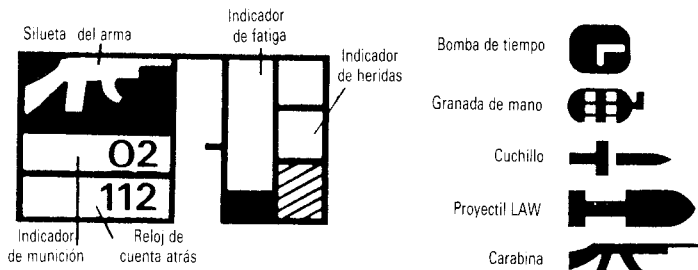 Silueta del arma
Indicador
de fatiga
Indicador
de heridas
02
112
Indicador
de munición
Reloj de
cuenta atrás
Bomba de tiempo
Granada de mano
Cuchillo
Proyectil LAW
Carabina